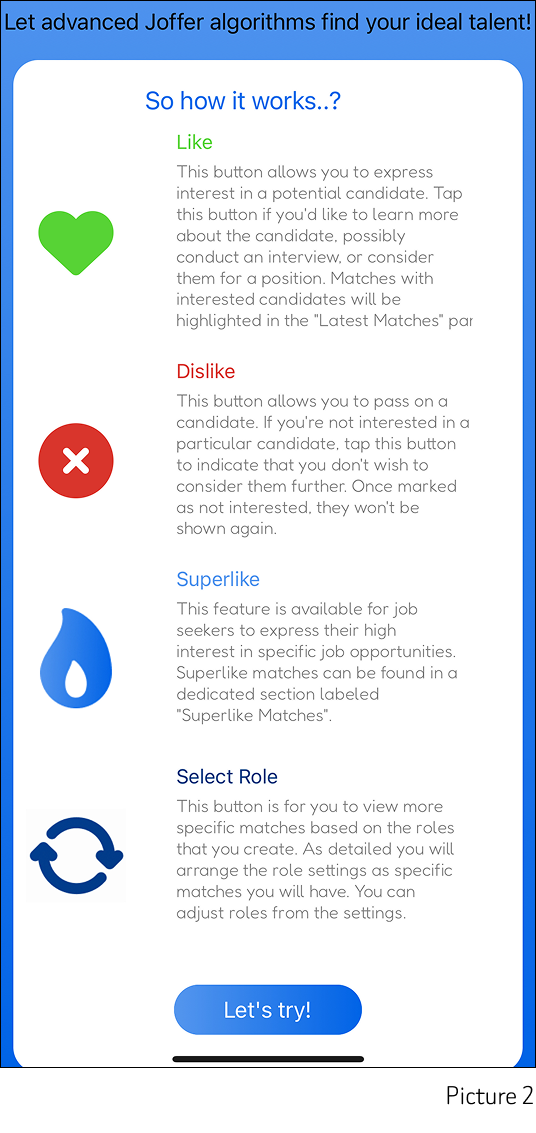 Let advanced Joffer algorithms find your ideal talent!
So how it works..?
Like
This button allows you to express
interest in a potential candidate. Tap
this button if you'd like to learn more
about the candidate, possibly
conduct an interview, or consider
them for a position. Matches with
interested candidates will be
highlighted in the "Latest Matches" par
Dislike
This button allows you to pass on a
candidate. If you're not interested in a
particular candidate, tap this button
to indicate that you don't wish to
consider them further. Once marked
as not interested, they won't be
shown again.
Superlike
This feature is available for job
seekers to express their high
interest in specific job opportunities.
Superlike matches can be found in a
dedicated section labeled
"Superlike Matches".
Select Role
This button is for you to view more
specific matches based on the roles
that you create. As detailed you will
arrange the role settings as specific
matches you will have. You can
adjust roles from the settings.
Let's try!
Picture 2